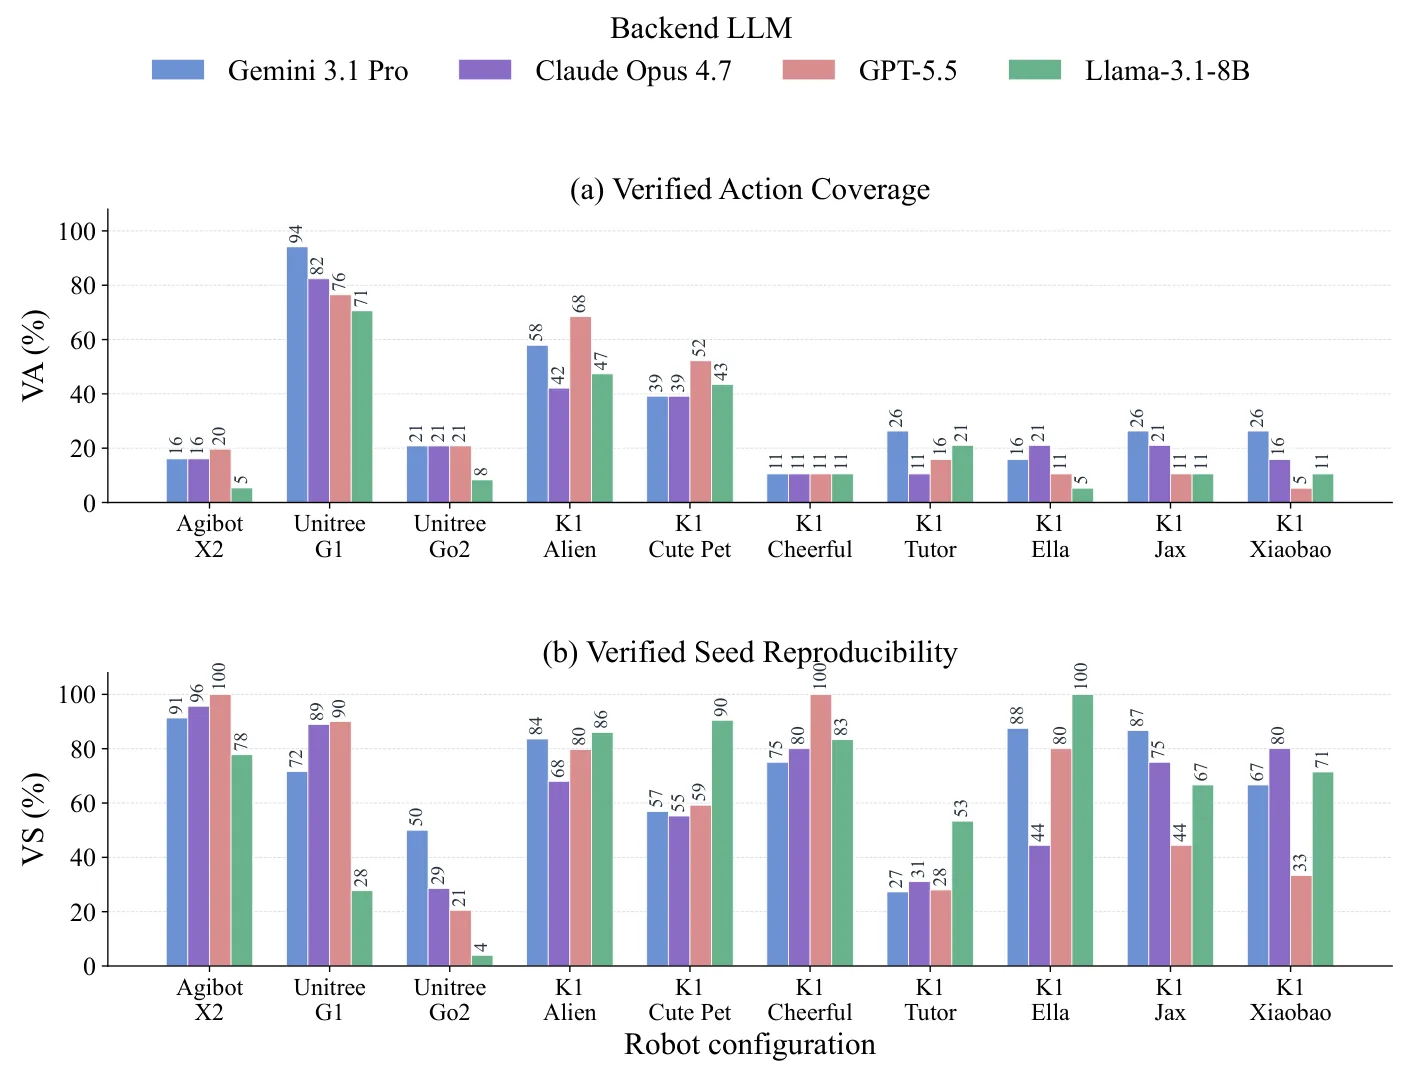 Backend LLM
Gemini 3.1 Pro Claude Opus 4.7 GPT-5.5 Llama-3.1-8B
(a) Verified Action Coverage
VA (%)
100
80
60
40
20
0
16 16 20 5
94 82 76 71
21 21 21 8
58 42 68 47
39 39 52 43
11 11 11 11
26 11 16 21
16 21 11 5
26 21 11 11
26 16 5 11
Agibot Unitree Unitree K1 K1 K1 K1 K1 K1 K1
X2 G1 Go2 Alien Cute Pet Cheerful Tutor Ella Jax Xiaobao
(b) Verified Seed Reproducibility
VS (%)
100
80
60
40
20
0
91 96 100 78
72 89 90 28
50 29 21 4
84 68 80 86
57 55 59 90
75 80 100 83
27 31 28 53
88 44 80 100
87 75 44 67
67 80 33 71
Agibot Unitree Unitree K1 K1 K1 K1 K1 K1 K1
X2 G1 Go2 Alien Cute Pet Cheerful Tutor Ella Jax Xiaobao
Robot configuration